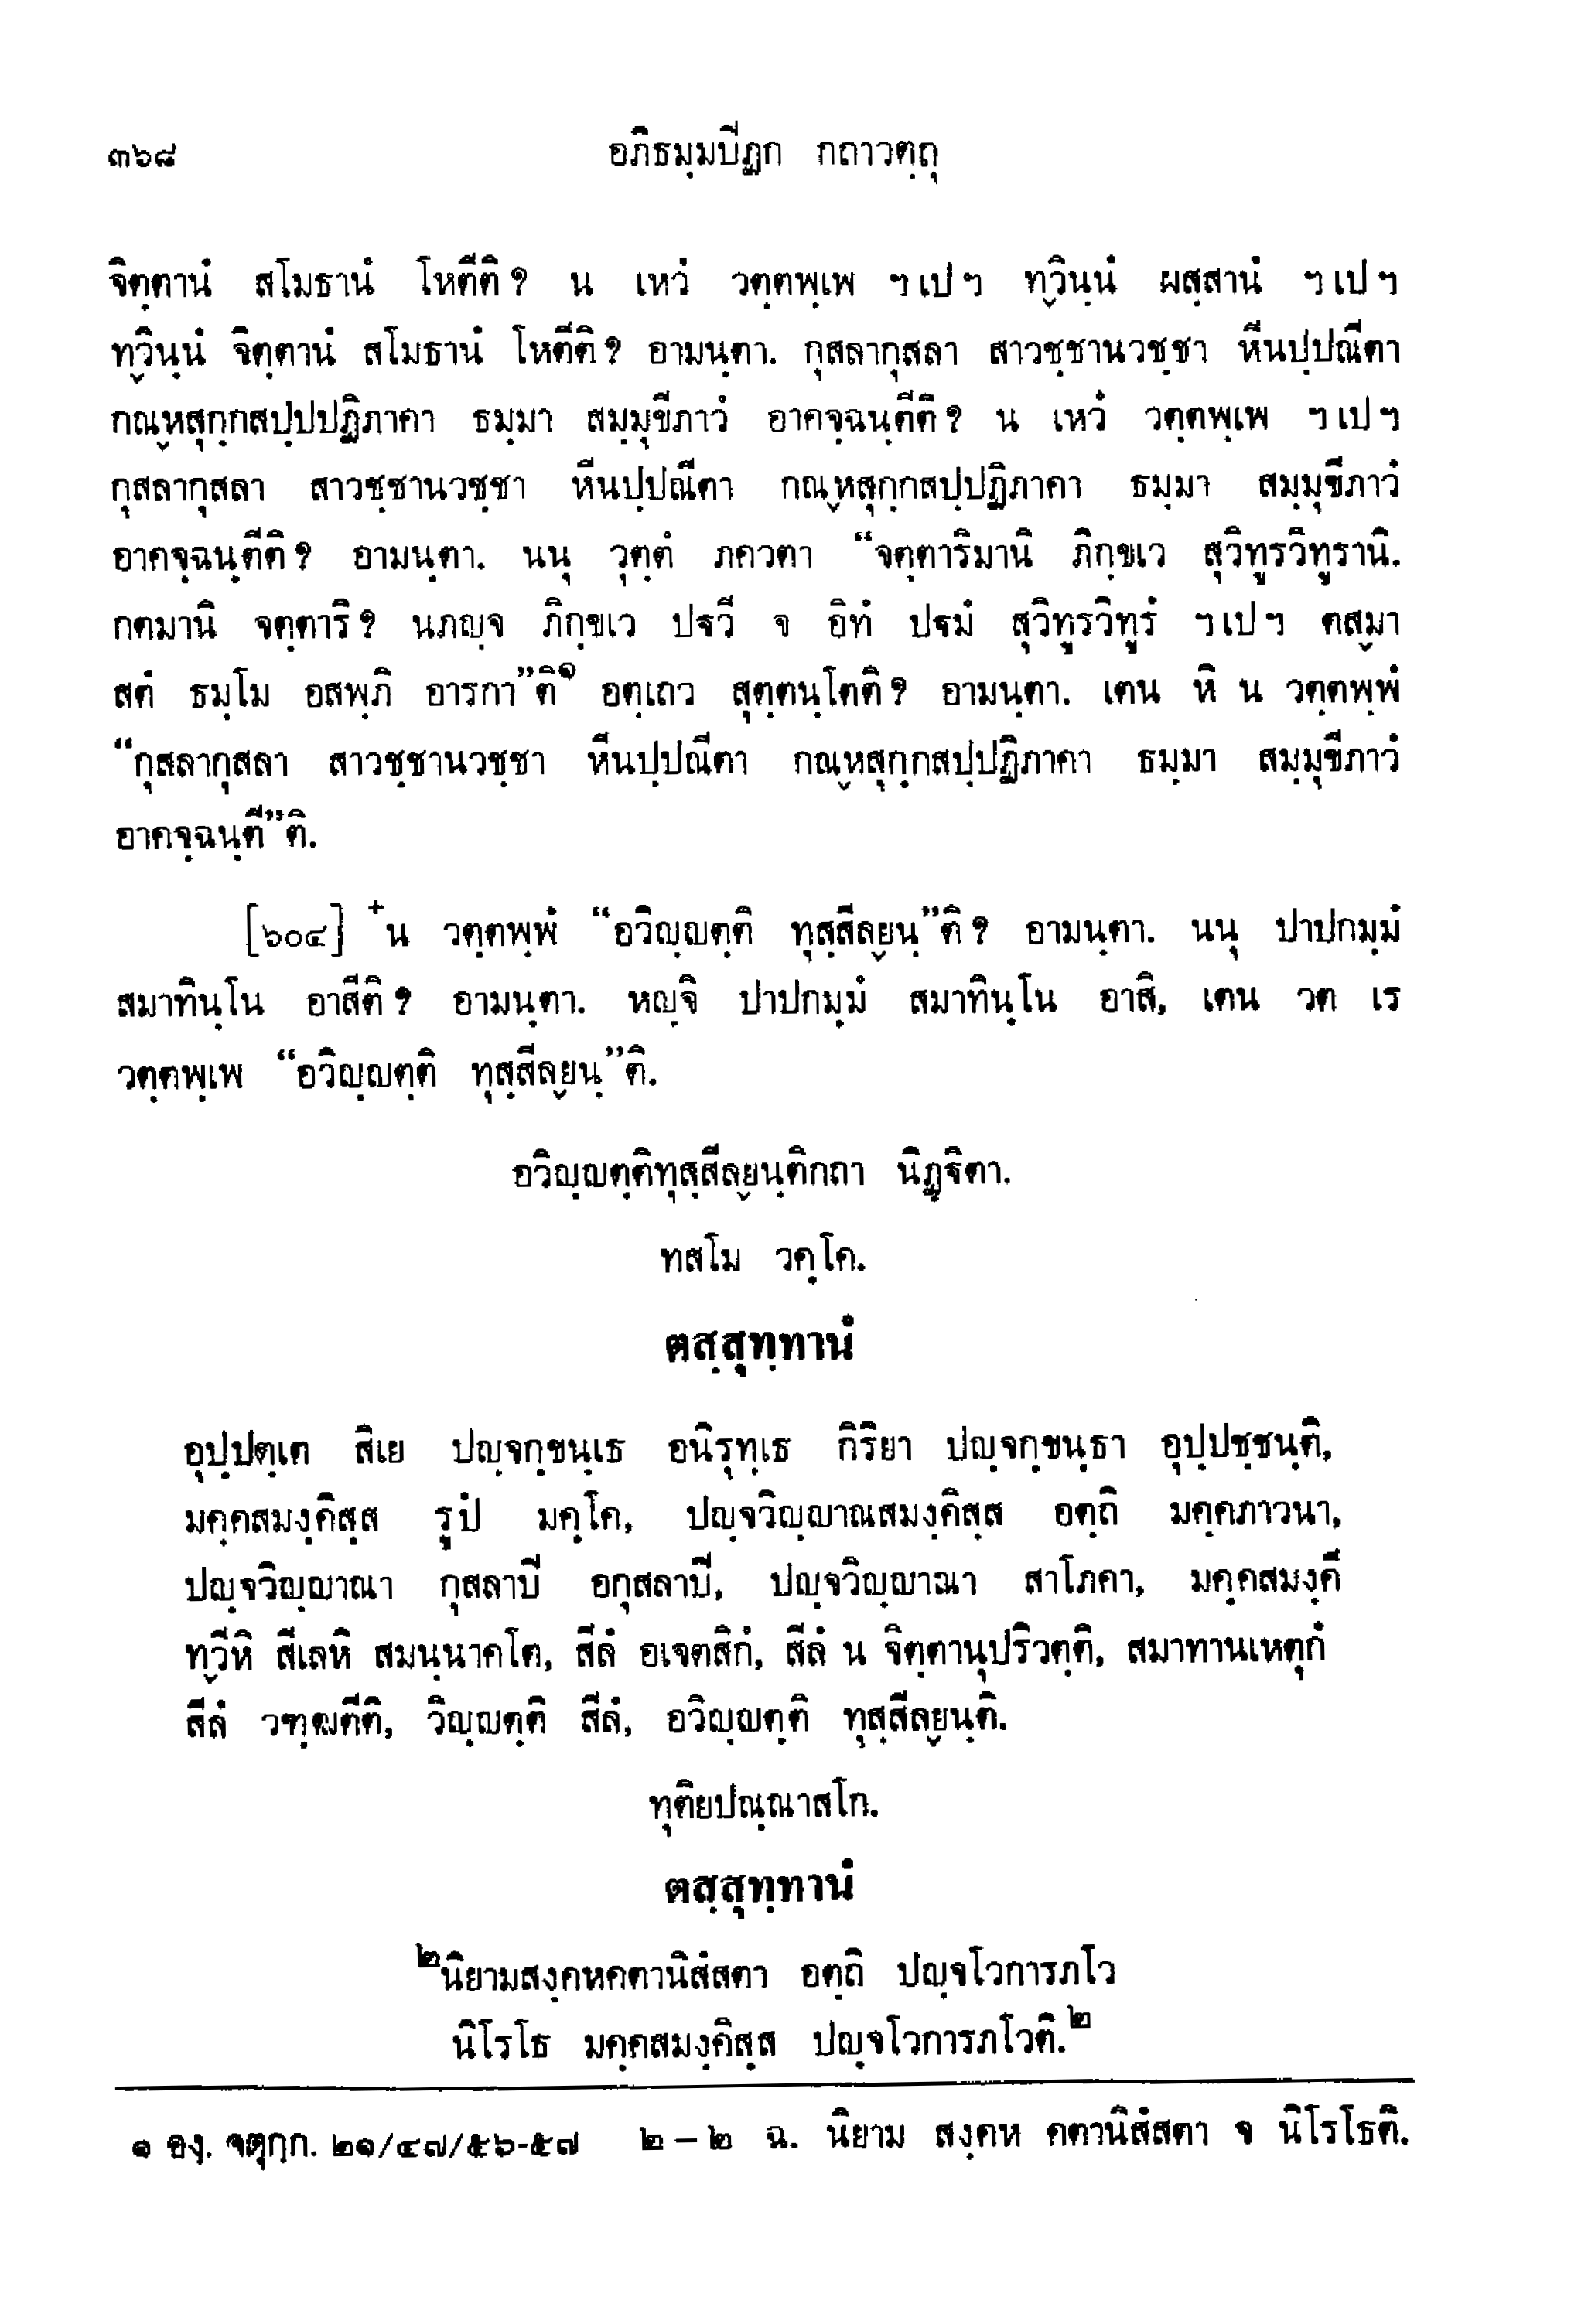 ๓๖๘ อภิธมฺมปิฏก กถาวตฺถุ
จิตฺตานํ สโมธานํ โหตีติ ? น เหวํ วตฺตพฺเพ ฯเปฯ ทฺวินฺนํ ผสฺสานํ ฯเปฯ
ทฺวินฺนํ จิตฺตานํ สโมธานํ โหตีติ ? อามนฺตา. กุสลากุสลา สาวชฺชานวชฺชา หีนปฺปณีตา
กณฺหสุกฺกสปฺปปฏิภาคา ธมฺมา สมฺมุขีภาวํ อาคจฺฉนฺตีติ ? น เหวํ วตฺตพฺเพ ฯเปฯ
กุสลากุสลา สาวชฺชานวชฺชา หีนปฺปณีตา กณฺหสุกฺกสปฺปฏิภาคา ธมฺมา สมฺมุขีภาวํ
อาคจฺฉนฺตีติ ? อามนฺตา. นนุ วุตฺตํ ภควตา “จตฺตาริมานิ ภิกฺขเว สุวิทูรวิทูรานิ.
กตมานิ จตฺตาริ ? นภญฺจ ภิกฺขเว ปฐวี จ อิทํ ปฐมํ สุวิทูรวิทูรํ ฯเปฯ ตสฺมา
สตํ ธมฺโม อสพฺภิ อารกา”ติ๑ อตฺเถว สุตฺตนฺโตติ ? อามนฺตา. เตน หิ น วตฺตพฺพํ
“กุสลากุสลา สาวชฺชานวชฺชา หีนปฺปณีตา กณฺหสุกฺกสปฺปฏิภาคา ธมฺมา สมฺมุขีภาวํ
อาคจฺฉนฺตี”ติ.
[๖๐๔] +น วตฺตพฺพํ “อวิญฺญตฺติ ทุสฺสีลฺยนฺ”ติ ? อามนฺตา. นนุ ปาปกมฺมํ
สมาทินฺโน อาสีติ ? อามนฺตา. หญฺจิ ปาปกมฺมํ สมาทินฺโน อาสิ, เตน วต เร
วตฺตพฺเพ “อวิญฺญตฺติ ทุสฺสีลฺยนฺ”ติ.
อวิญฺญตฺติทุสฺสีลฺยนฺติกถา นิฏฺฐิตา.
ทสโม วคฺโค.
ตสฺสุทฺทานํ
อุปฺปตฺเต สิเย ปญฺจกฺขนฺเธ อนิรุทฺเธ กิริยา ปญฺจกฺขนฺธา อุปฺปชฺชนฺติ,
มคฺคสมงฺคิสฺส รูปํ มคฺโค, ปญฺจวิญฺญาณสมงฺคิสฺส อตฺถิ มคฺคภาวนา,
ปญฺจวิญฺญาณา กุสลาปี อกุสลาปี, ปญฺจวิญฺญาณา สาโภคา, มคฺคสมงฺคี
ทฺวีหิ สีเลหิ สมนฺนาคโต, สีลํ อเจตสิกํ, สีลํ น จิตฺตานุปริวตฺติ, สมาทานเหตุกํ
สีลํ วฑฺฒตีติ, วิญฺญตฺติ สีลํ, อวิญฺญตฺติ ทุสฺสีลฺยนฺติ.
ทุติยปณฺณาสโก.
ตสฺสุทฺทานํ
๒นิยามสงฺคหคตานิสํสตา อตฺถิ ปญฺจโวการภโว
นิโรโธ มคฺคสมงฺคิสฺส ปญฺจโวการภโวติ.๒
๑ องฺ. จตุกฺก. ๒๑/๔๗/๕๖-๕๗ ๒ – ๒ ฉ. นิยาม สงฺคห คตานิสํสตา จ นิโรโธติ.